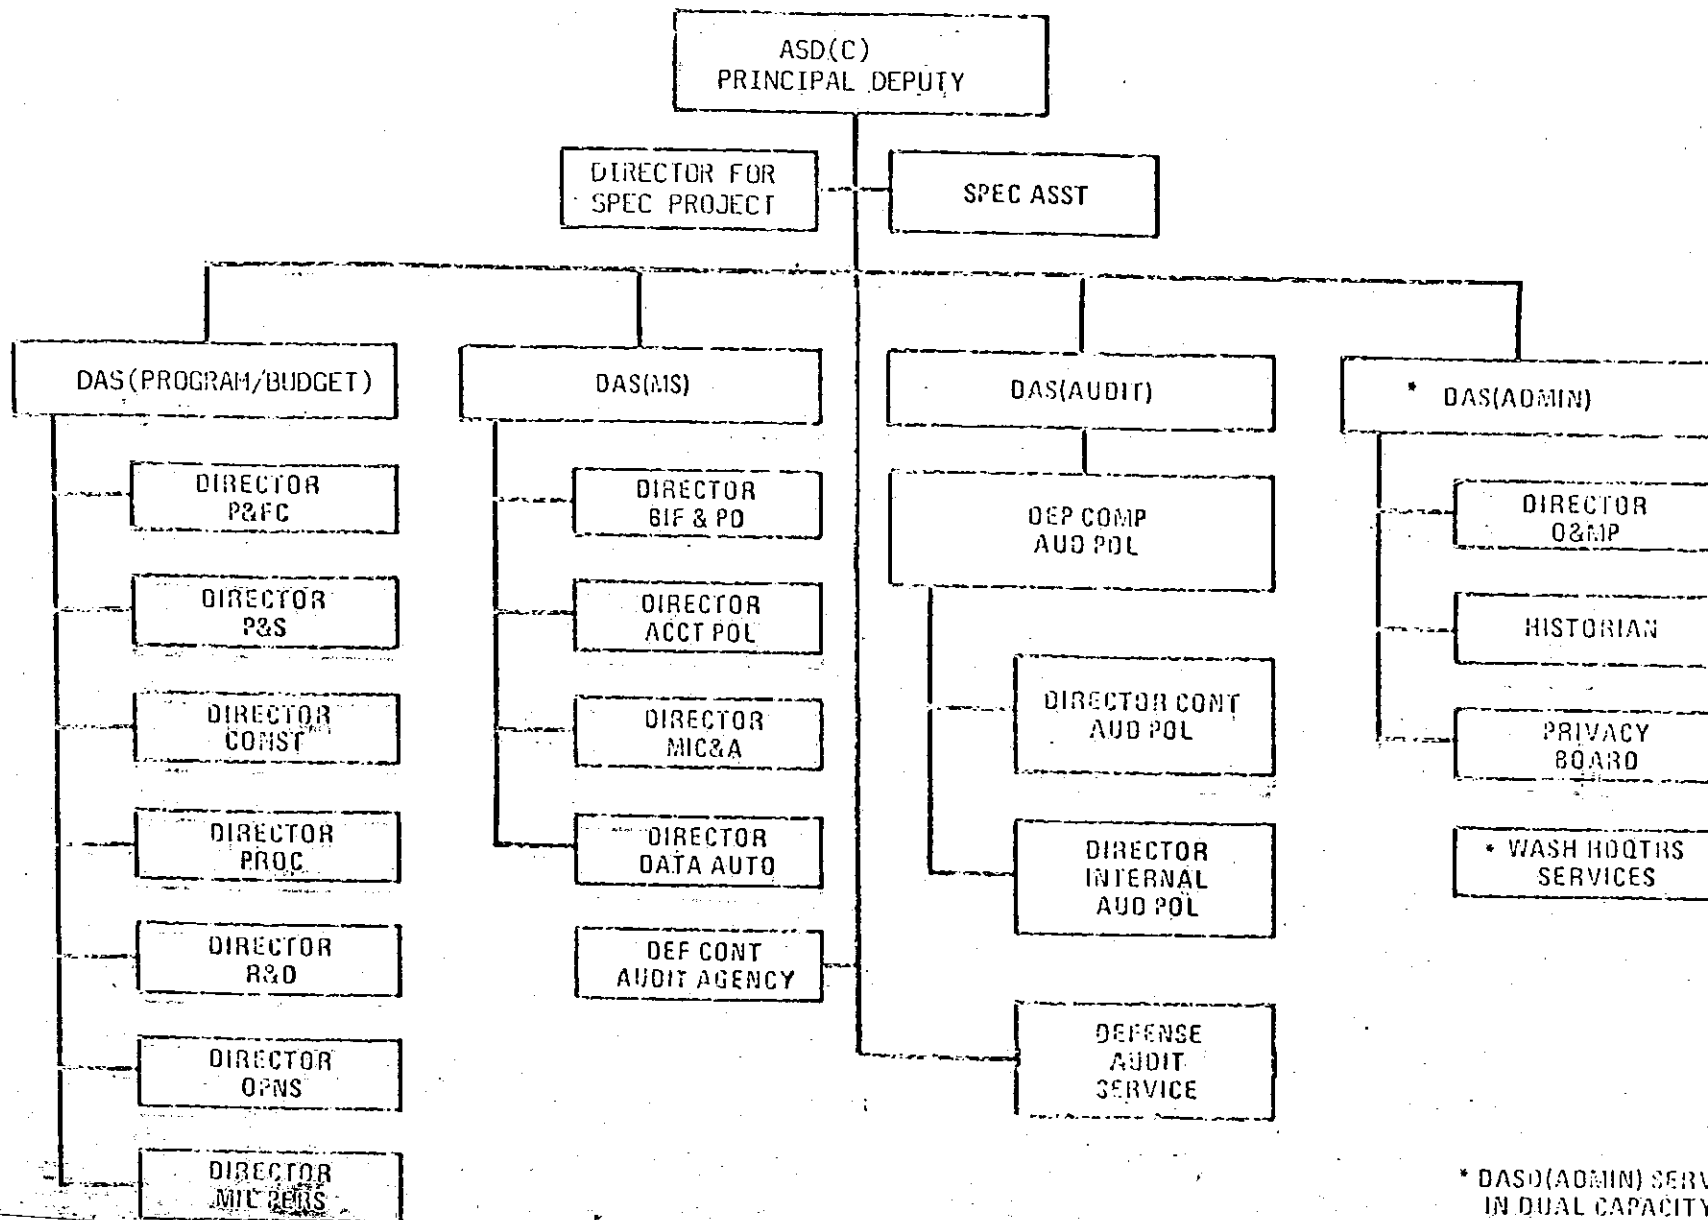 ASD(C)
PRINCIPAL DEPUTY
DIRECTOR FOR
SPEC PROJECT
SPEC ASST
DAS(PROGRAM/BUDGET)
DIRECTOR
P&FC
DIRECTOR
P&S
DIRECTOR
CONST
DIRECTOR
PROC
DIRECTOR
R&D
DIRECTOR
OPNS
DIRECTOR
MIL PERS
DAS(MS)
DIRECTOR
BIF & PD
DIRECTOR
ACCT POL
DIRECTOR
MIC&A
DIRECTOR
DATA AUTO
DEF CONT
AUDIT AGENCY
DAS(AUDIT)
DEP COMP
AUD POL
DIRECTOR CONT
AUD POL
DIRECTOR
INTERNAL
AUD POL
DEFENSE
AUDIT
SERVICE
* DAS(ADMIN)
DIRECTOR
O&MP
HISTORIAN
PRIVACY
BOARD
* WASH HDQTRS
SERVICES
* DASD(ADMIN) SERV
IN DUAL CAPACITY